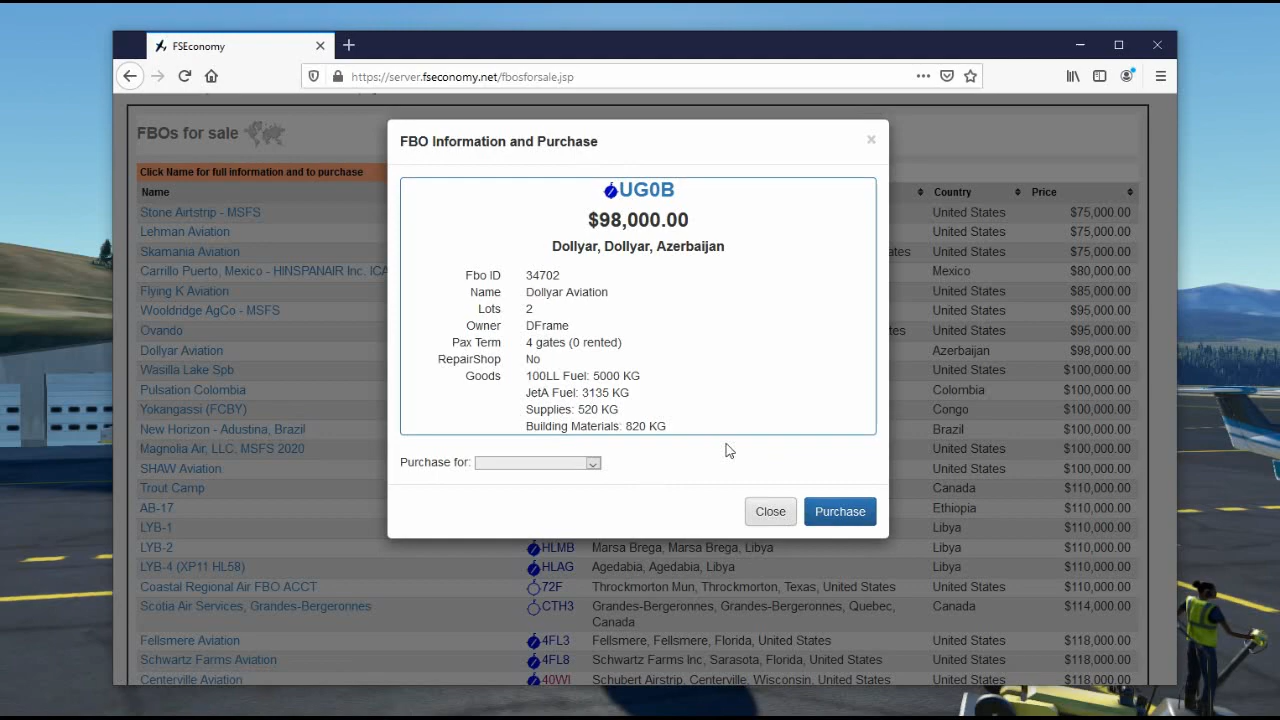 FSEconomy
https://server.fseconomy.net/fbosforsale.jsp
FBOs for sale
Click Name for full information and to purchase
Name Country Price
Stone Airtstrip - MSFS United States $75,000.00
Lehman Aviation United States $75,000.00
Skamania Aviation United States $75,000.00
Carrillo Puerto, Mexico - HINSPANAIR Inc. ICA Mexico $80,000.00
Flying K Aviation United States $85,000.00
Wooldridge AgCo - MSFS United States $95,000.00
Ovando United States $95,000.00
Dollyar Aviation Azerbaijan $98,000.00
Wasilla Lake Spb United States $100,000.00
Pulsation Colombia Colombia $100,000.00
Yokangassi (FCBY) Congo $100,000.00
New Horizon - Adustina, Brazil Brazil $100,000.00
Magnolia Air, LLC. MSFS 2020 United States $100,000.00
SHAW Aviation United States $100,000.00
Trout Camp Canada $110,000.00
AB-17 Ethiopia $110,000.00
LYB-1 Libya $110,000.00
LYB-2 HLMB Marsa Brega, Marsa Brega, Libya Libya $110,000.00
LYB-4 (XP11 HL58) HLAG Agedabia, Agedabia, Libya Libya $110,000.00
Coastal Regional Air FBO ACCT 72F Throckmorton Mun, Throckmorton, Texas, United States United States $110,000.00
Scotia Air Services, Grandes-Bergeronnes CTH3 Grandes-Bergeronnes, Grandes-Bergeronnes, Quebec, Canada $114,000.00
Canada
Fellsmere Aviation 4FL3 Fellsmere, Fellsmere, Florida, United States United States $118,000.00
Schwartz Farms Aviation 4FL8 Schwartz Farms Inc, Sarasota, Florida, United States United States $118,000.00
Centerville Aviation 40WI Schubert Airstrip, Centerville, Wisconsin, United States United States $118,000.00
FBO Information and Purchase
UG0B
$98,000.00
Dollyar, Dollyar, Azerbaijan
Fbo ID 34702
Name Dollyar Aviation
Lots 2
Owner DFrame
Pax Term 4 gates (0 rented)
RepairShop No
Goods 100LL Fuel: 5000 KG
JetA Fuel: 3135 KG
Supplies: 520 KG
Building Materials: 820 KG
Purchase for:
Close Purchase